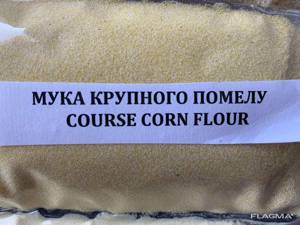 МУКА КРУПНОГО ПОМЕЛУ
COURSE CORN FLOUR
FLAGMA